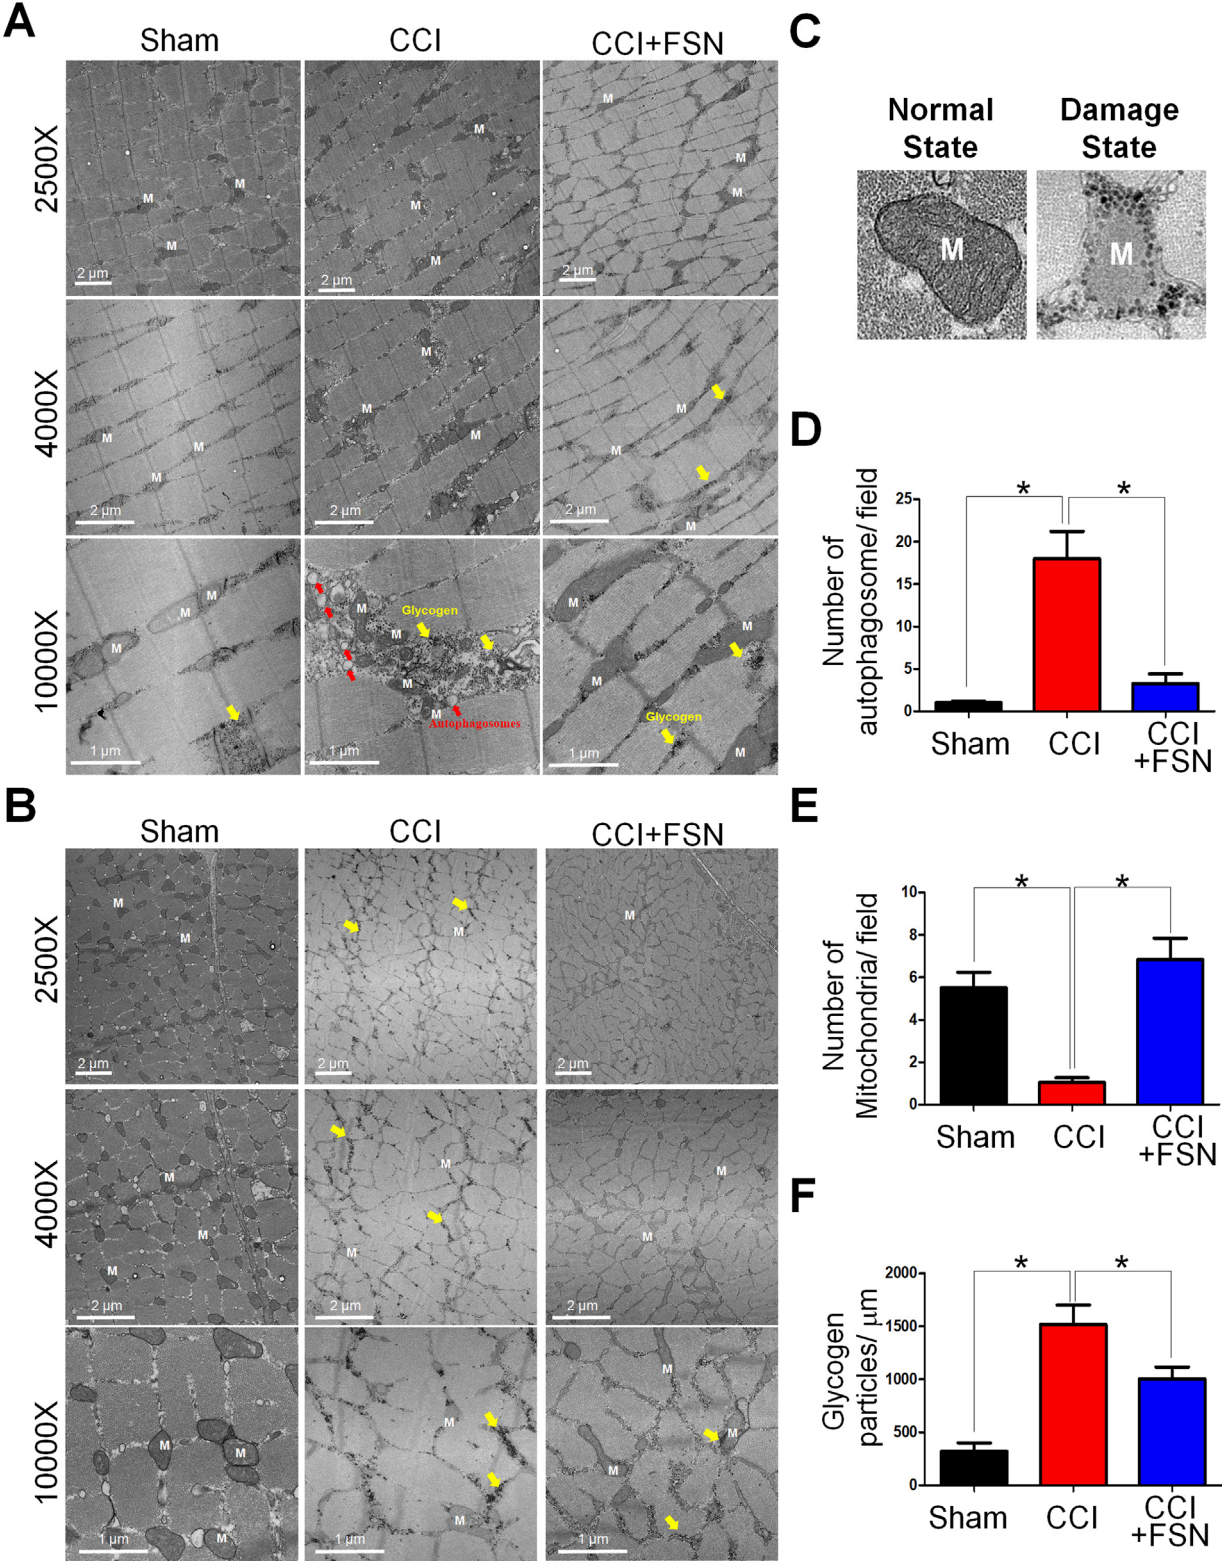 A
Sham
CCI
CCI+FSN
2500X
M
M
M
2 µm
M
M
M
2 µm
M
M
M
2 µm
4000X
M
M
M
2 µm
M
M
M
2 µm
M
M
M
2 µm
10000X
M
M
M
1 µm
M
Glycogen
M
M
M
Autophagosomes
1 µm
M
M
M
Glycogen
M
1 µm
B
Sham
CCI
CCI+FSN
2500X
M
M
2 µm
M
2 µm
M
2 µm
4000X
M
M
M
2 µm
M
M
2 µm
M
M
2 µm
10000X
M
M
M
1 µm
M
M
1 µm
M
M
M
1 µm
C
Normal
State
Damage
State
M
M
D
Number of
autophagosome/ field
25
20
15
10
5
0
*
*
Sham
CCI
CCI
+FSN
E
Number of
Mitochondria/ field
10
8
6
4
2
0
*
*
Sham
CCI
CCI
+FSN
F
Glycogen
particles/ µm
2000
1500
1000
500
0
*
*
Sham
CCI
CCI
+FSN